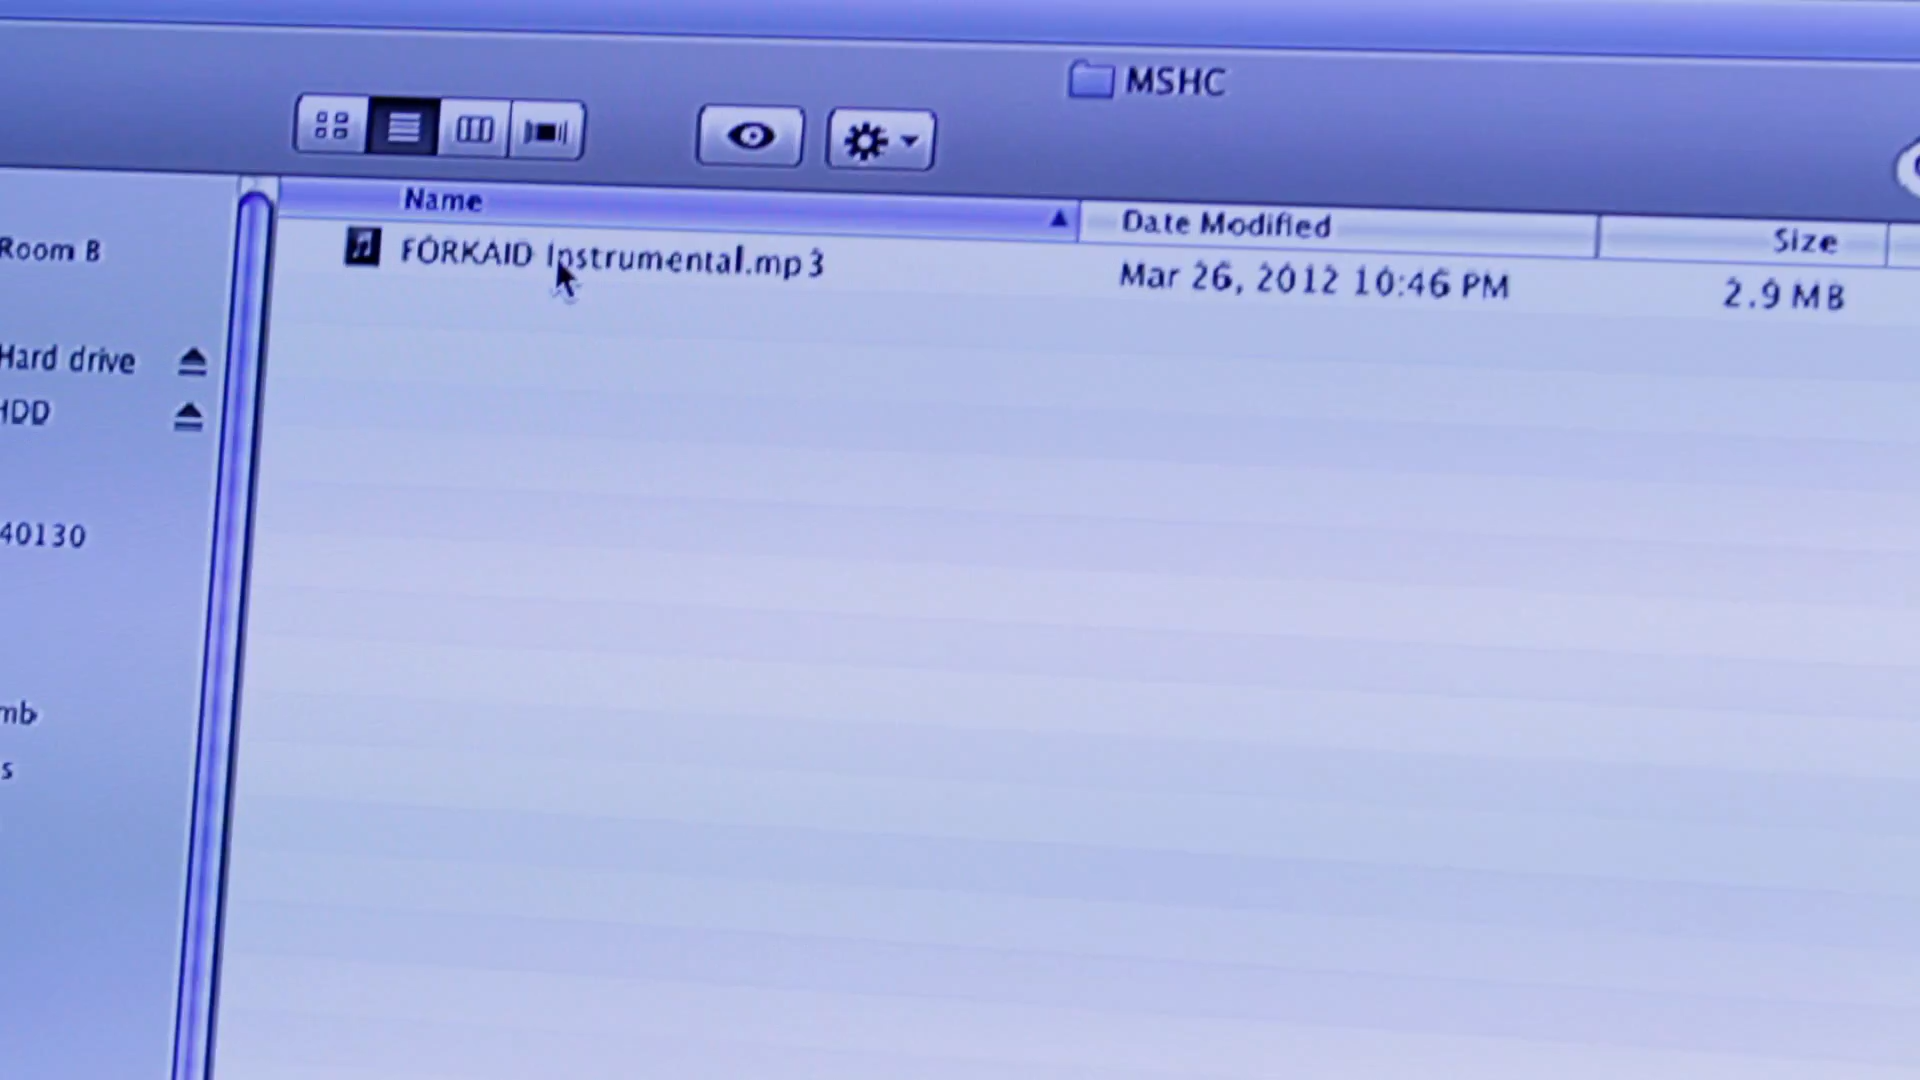 MSHC
Name
Date Modified
Size
FORKAID Instrumental.mp3
Mar 26, 2012 10:46 PM
2.9 MB
Room B
Hard drive
HDD
40130
mb
s